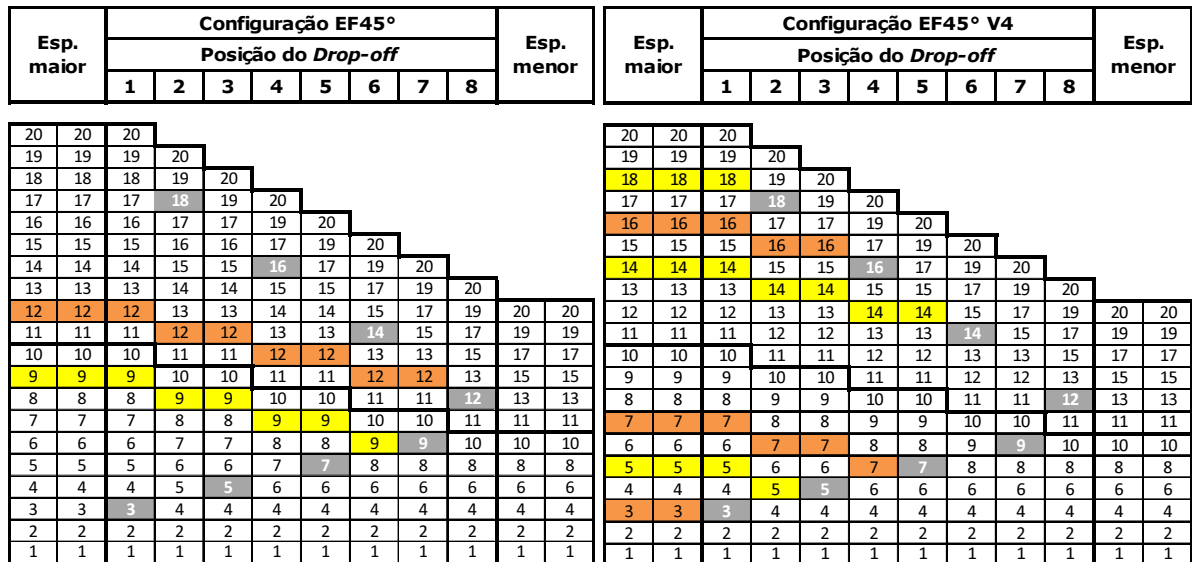 Esp. maior
Configuração EF45°
Posição do Drop-off
1 2 3 4 5 6 7 8
Esp. menor
20 20 20
19 19 19 20
18 18 18 19 20
17 17 17 18 19 20
16 16 16 17 17 19 20
15 15 15 16 16 17 19 20
14 14 14 15 15 16 17 19 20
13 13 13 14 14 15 15 17 19 20
12 12 12 13 13 14 14 15 17 19 20 20
11 11 11 12 12 13 13 14 15 17 19 19
10 10 10 11 11 12 12 13 13 15 17 17
9 9 9 10 10 11 11 12 12 13 15 15
8 8 8 9 9 10 10 11 11 12 13 13
7 7 7 8 8 9 9 10 10 11 11 11
6 6 6 7 7 8 8 9 9 10 10 10
5 5 5 6 6 7 7 8 8 8 8 8
4 4 4 5 5 6 6 6 6 6 6 6
3 3 3 4 4 4 4 4 4 4 4 4
2 2 2 2 2 2 2 2 2 2 2 2
1 1 1 1 1 1 1 1 1 1 1 1
Esp. maior
Configuração EF45° V4
Posição do Drop-off
1 2 3 4 5 6 7 8
Esp. menor
20 20 20
19 19 19 20
18 18 18 19 20
17 17 17 18 19 20
16 16 16 17 17 19 20
15 15 15 16 16 17 19 20
14 14 14 15 15 16 17 19 20
13 13 13 14 14 15 15 17 19 20
12 12 12 13 13 14 14 15 17 19 20 20
11 11 11 12 12 13 13 14 15 17 19 19
10 10 10 11 11 12 12 13 13 15 17 17
9 9 9 10 10 11 11 12 12 13 15 15
8 8 8 9 9 10 10 11 11 12 13 13
7 7 7 8 8 9 9 10 10 11 11 11
6 6 6 7 7 8 8 9 9 10 10 10
5 5 5 6 6 7 7 8 8 8 8 8
4 4 4 5 5 6 6 6 6 6 6 6
3 3 3 4 4 4 4 4 4 4 4 4
2 2 2 2 2 2 2 2 2 2 2 2
1 1 1 1 1 1 1 1 1 1 1 1